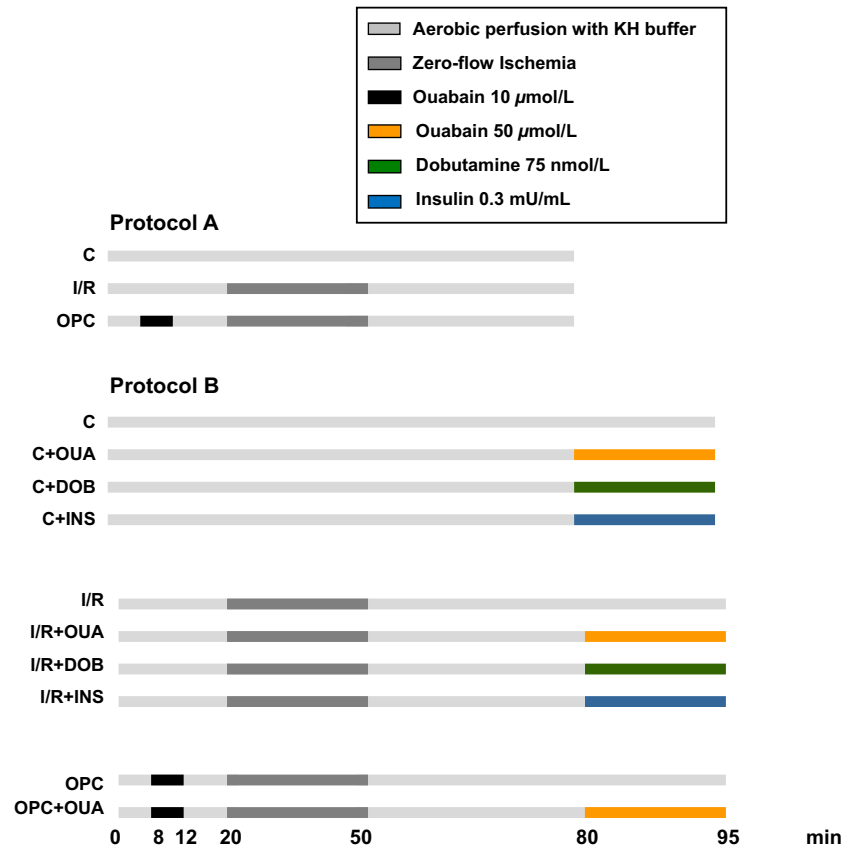 Aerobic perfusion with KH buffer
Zero-flow Ischemia
Ouabain 10 µmol/L
Ouabain 50 µmol/L
Dobutamine 75 nmol/L
Insulin 0.3 mU/mL
Protocol A
C
I/R
OPC
Protocol B
C
C+OUA
C+DOB
C+INS
I/R
I/R+OUA
I/R+DOB
I/R+INS
OPC
OPC+OUA
0 8 12 20 50 80 95 min